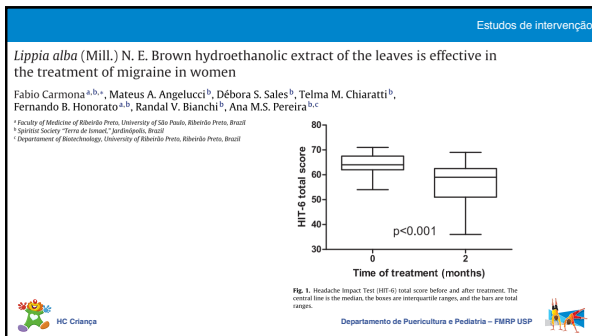 Estudos de intervenção
Lippia alba (Mill.) N. E. Brown hydroethanolic extract of the leaves is effective in
the treatment of migraine in women
Fabio Carmona a,b,*, Mateus A. Angelucci b, Débora S. Sales b, Telma M. Chiaratti b,
Fernando B. Honorato a,b, Randal V. Bianchi b, Ana M.S. Pereira b,c
a Faculty of Medicine of Ribeirão Preto, University of São Paulo, Ribeirão Preto, Brazil
b Spiritist Society "Terra de Ismael," Jardinópolis, Brazil
c Departament of Biotechnology, University of Ribeirão Preto, Ribeirão Preto, Brazil
HIT-6 total score
80
70
60
50
40
30
p<0.001
0
2
Time of treatment (months)
Fig. 1. Headache Impact Test (HIT-6) total score before and after treatment. The
central line is the median, the boxes are interquartile ranges, and the bars are total
ranges.
HC Criança
Departamento de Puericultura e Pediatria – FMRP USP